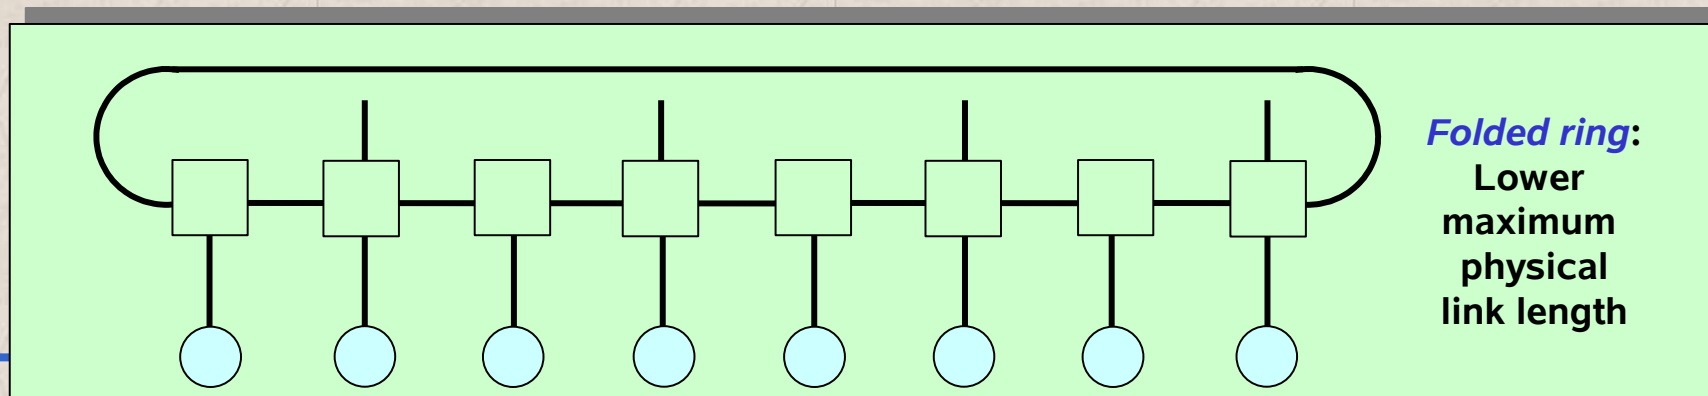 Folded ring:
Lower
maximum
physical
link length